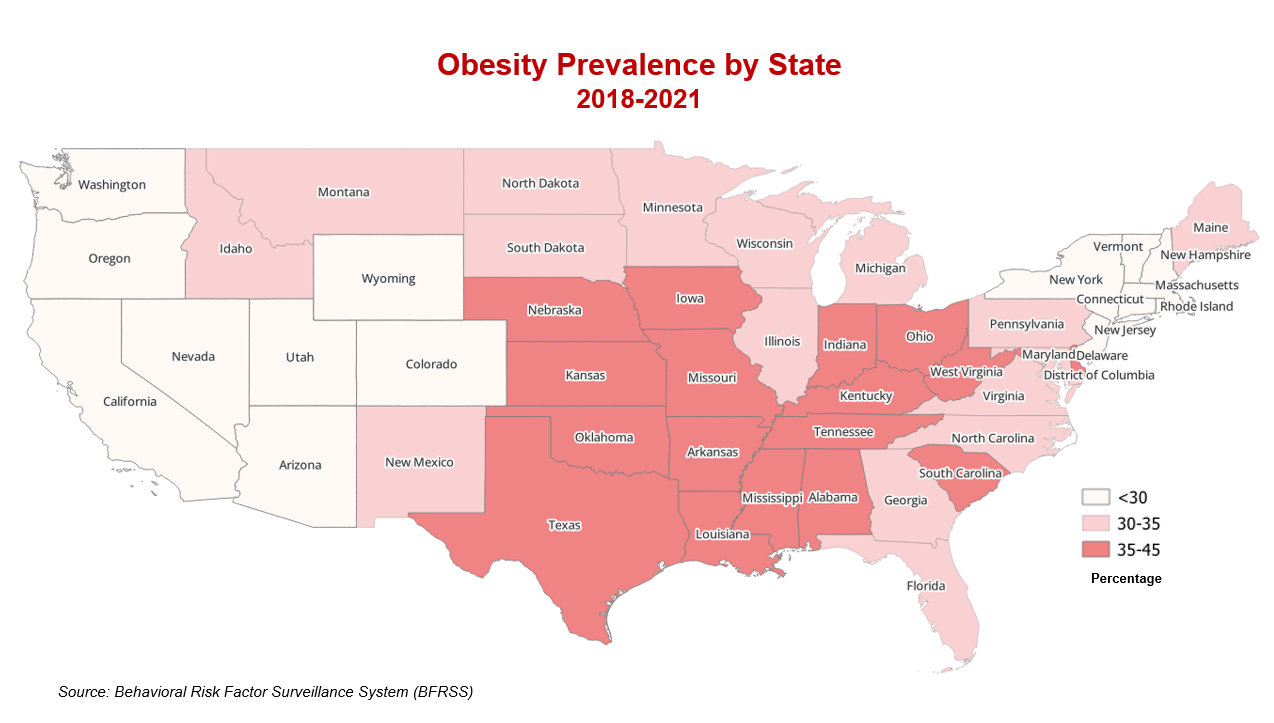 Obesity Prevalence by State
2018-2021
Washington
Montana
North Dakota
Minnesota
Maine
Oregon
Idaho
South Dakota
Wisconsin
Vermont
New Hampshire
Wyoming
Michigan
New York
Massachusetts
Nebraska
Iowa
Connecticut
Rhode Island
Nevada
Utah
Colorado
Illinois
Indiana
Ohio
Pennsylvania
New Jersey
Maryland
Delaware
California
Kansas
Missouri
West Virginia
District of Columbia
Kentucky
Virginia
Arizona
New Mexico
Oklahoma
Arkansas
Tennessee
North Carolina
South Carolina
Texas
Louisiana
Mississippi
Alabama
Georgia
Florida
<30
30-35
35-45
Percentage
Source: Behavioral Risk Factor Surveillance System (BFRSS)